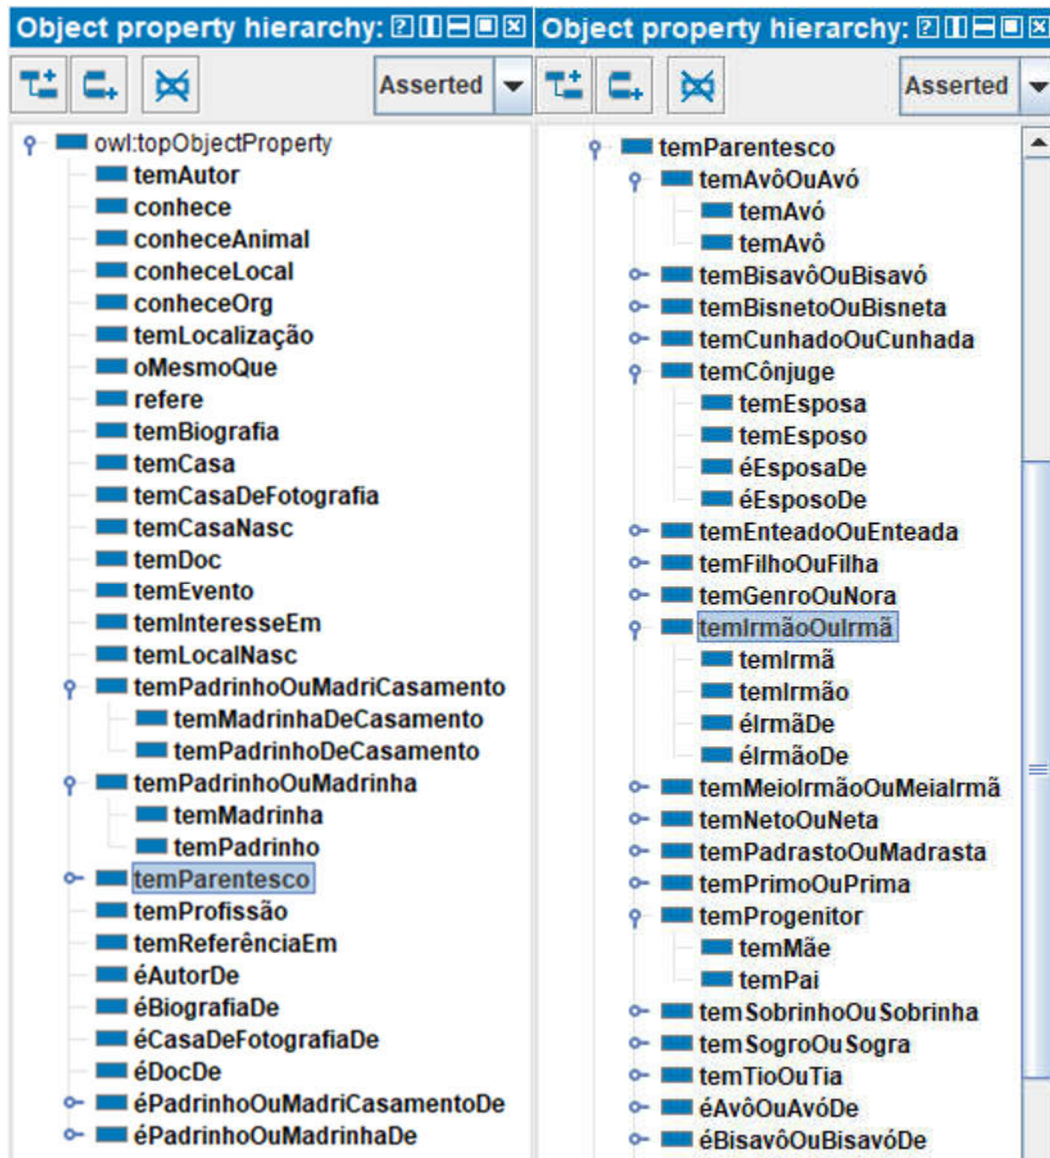 Object property hierarchy:
Asserted
owl:topObjectProperty
temAutor
conhece
conheceAnimal
conheceLocal
conheceOrg
temLocalização
oMesmoQue
refere
temBiografia
temCasa
temCasaDeFotografia
temCasaNasc
temDoc
temEvento
temInteresseEm
temLocalNasc
temPadrinhoOuMadriCasamento
temMadrinhaDeCasamento
temPadrinhoDeCasamento
temPadrinhoOuMadrinha
temMadrinha
temPadrinho
temParentesco
temProfissão
temReferênciaEm
éAutorDe
éBiografiaDe
éCasaDeFotografiaDe
éDocDe
éPadrinhoOuMadriCasamentoDe
éPadrinhoOuMadrinhaDe
Object property hierarchy:
Asserted
temParentesco
temAvôOuAvó
temAvó
temAvô
temBisavôOuBisavó
temBisnetoOuBisneta
temCunhadoOuCunhada
temCônjuge
temEsposa
temEsposo
éEsposaDe
éEsposoDe
temEnteadoOuEnteada
temFilhoOuFilha
temGenroOuNora
temIrmãoOuIrmã
temIrmã
temIrmão
éIrmãDe
éIrmãoDe
temMeioIrmãoOuMeiaIrmã
temNetoOuNeta
temPadrastoOuMadrasta
temPrimoOuPrima
temProgenitor
temMãe
temPai
temSobrinhoOuSobrinha
temSogroOuSogra
temTioOuTia
éAvôOuAvóDe
éBisavôOuBisavóDe